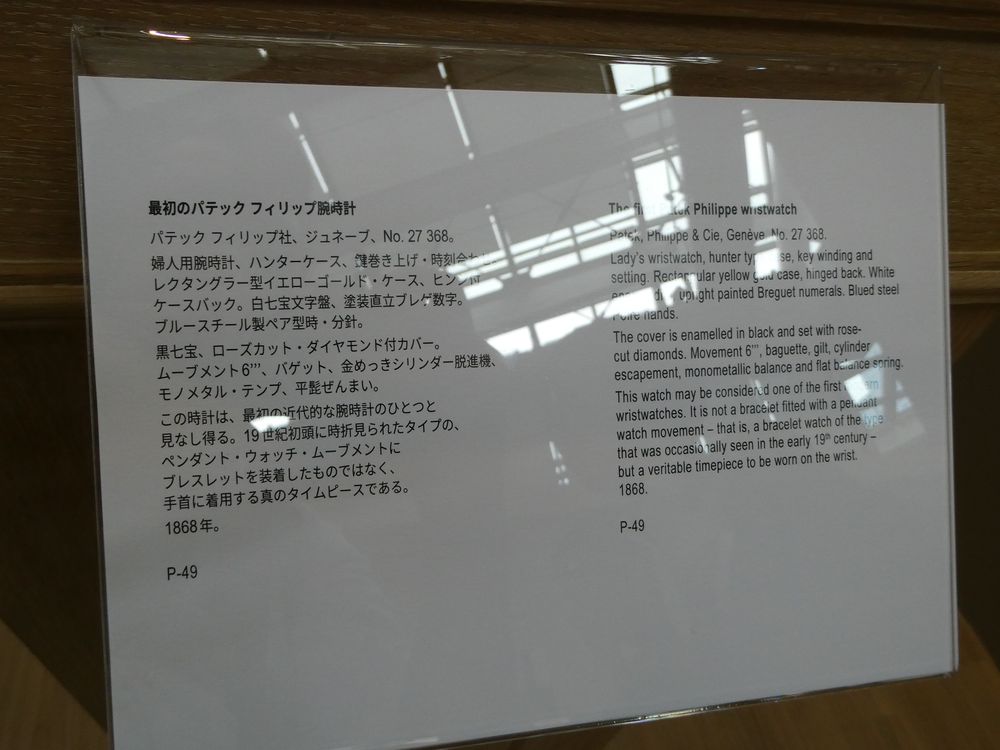 最初のパテック フィリップ腕時計
パテック フィリップ社、ジュネーブ、No. 27 368。
婦人用腕時計、ハンターケース、鍵巻き上げ・時刻合わせ、
レクタングラー型イエローゴールド・ケース、ヒンジ付
ケースバック。白七宝文字盤、塗装直立ブレゲ数字。
ブルースチール製ペア型時・分針。
黒七宝、ローズカット・ダイヤモンド付カバー。
ムーブメント6’’’、バゲット、金めっきシリンダー脱進機、
モノメタル・テンプ、平髭ぜんまい。
この時計は、最初の近代的な腕時計のひとつと
見なし得る。19世紀初頭に時折見られたタイプの、
ペンダント・ウォッチ・ムーブメントに
ブレスレットを装着したものではなく、
手首に着用する真のタイムピースである。
1868年。
P-49
The first Patek Philippe wristwatch
Patek, Philippe & Cie, Genève, No. 27 368.
Lady’s wristwatch, hunter type case, key winding and
setting. Rectangular yellow gold case, hinged back. White
upright painted Breguet numerals. Blued steel
Poire hands.
The cover is enamelled in black and set with rose-
cut diamonds. Movement 6’’’, baguette, gilt, cylinder
escapement, monometallic balance and flat balance spring.
This watch may be considered one of the first modern
wristwatches. It is not a bracelet fitted with a pendant
watch movement – that is, a bracelet watch of the type
that was occasionally seen in the early 19th century –
but a veritable timepiece to be worn on the wrist.
1868.
P-49